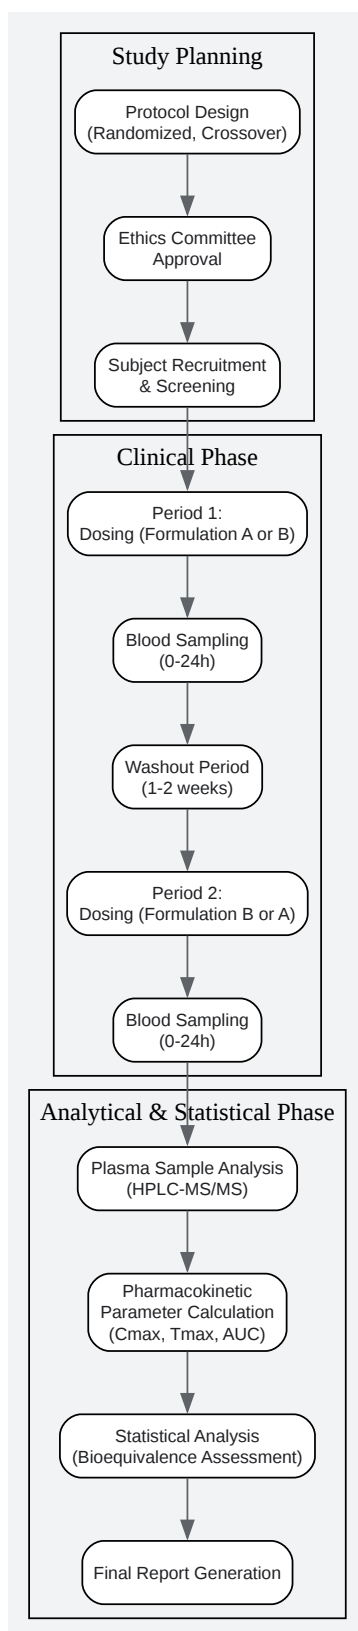 Study Planning
Protocol Design
(Randomized, Crossover)
Ethics Committee
Approval
Subject Recruitment
& Screening
Clinical Phase
Period 1:
Dosing (Formulation A or B)
Blood Sampling
(0-24h)
Washout Period
(1-2 weeks)
Period 2:
Dosing (Formulation B or A)
Blood Sampling
(0-24h)
Analytical & Statistical Phase
Plasma Sample Analysis
(HPLC-MS/MS)
Pharmacokinetic
Parameter Calculation
(Cmax, Tmax, AUC)
Statistical Analysis
(Bioequivalence Assessment)
Final Report Generation